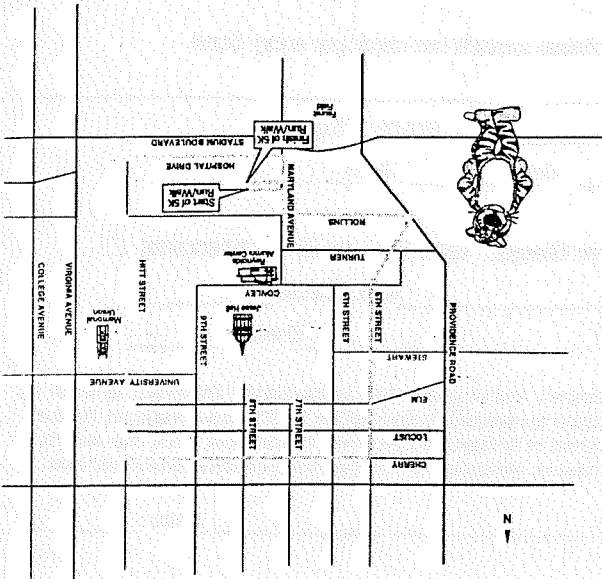 N
CHERRY
LOCUST
ELM
7TH STREET
8TH STREET
UNIVERSITY AVENUE
STEWART
PROVIDENCE ROAD
5TH STREET
6TH STREET
9TH STREET
Jesse Hall
Memorial
Union
HITT STREET
VIRGINIA AVENUE
COLLEGE AVENUE
CONLEY
Reynolds
Alumni Center
TURNER
ROLLINS
MARYLAND AVENUE
Start of 5K
Run/Walk
HOSPITAL DRIVE
Finish of 5K
Run/Walk
STADIUM BOULEVARD
Faurot
Field